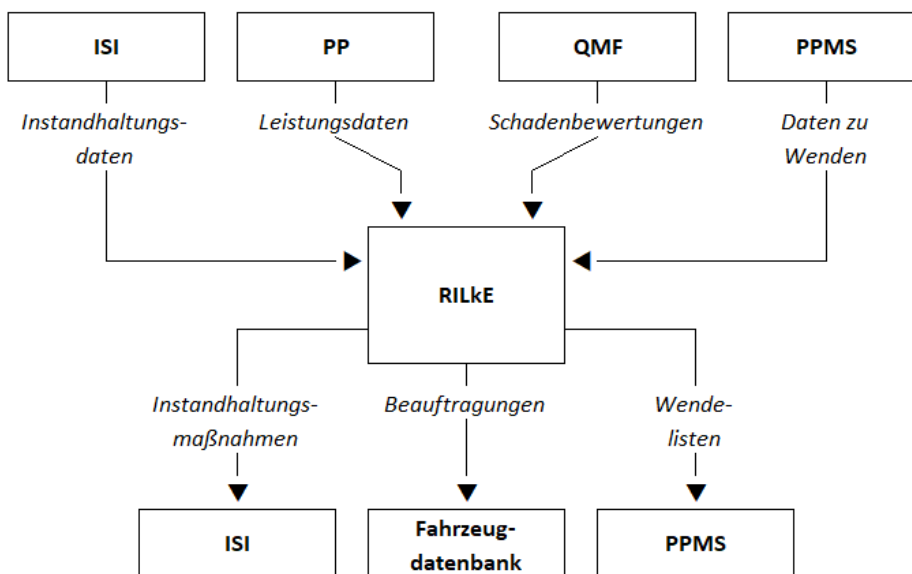 ISI
PP
QMF
PPMS
Instandhaltungs-
daten
Leistungsdaten
Schadenbewertungen
Daten zu
Wenden
RILkE
Instandhaltungs-
maßnahmen
Beauftragungen
Wende-
listen
ISI
Fahrzeug-
datenbank
PPMS